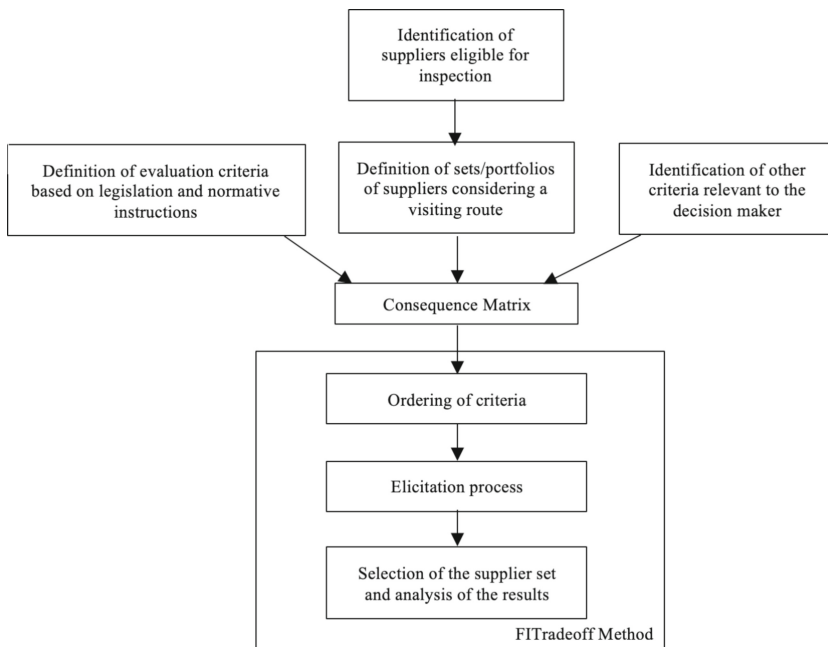 Identification of
suppliers eligible for
inspection
Definition of evaluation criteria
based on legislation and normative
instructions
Definition of sets/portfolios
of suppliers considering a
visiting route
Identification of other
criteria relevant to the
decision maker
Consequence Matrix
Ordering of criteria
Elicitation process
Selection of the supplier set
and analysis of the results
FITradeoff Method